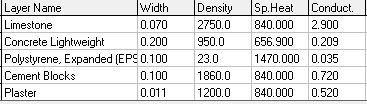 Layer Name Width Density Sp.Heat Conduct.
Limestone 0.070 2750.0 840.000 2.900
Concrete Lightweight 0.200 950.0 656.900 0.209
Polystyrene, Expanded (EPS 0.100 23.0 1470.000 0.035
Cement Blocks 0.100 1860.0 840.000 0.720
Plaster 0.011 1200.0 840.000 0.520